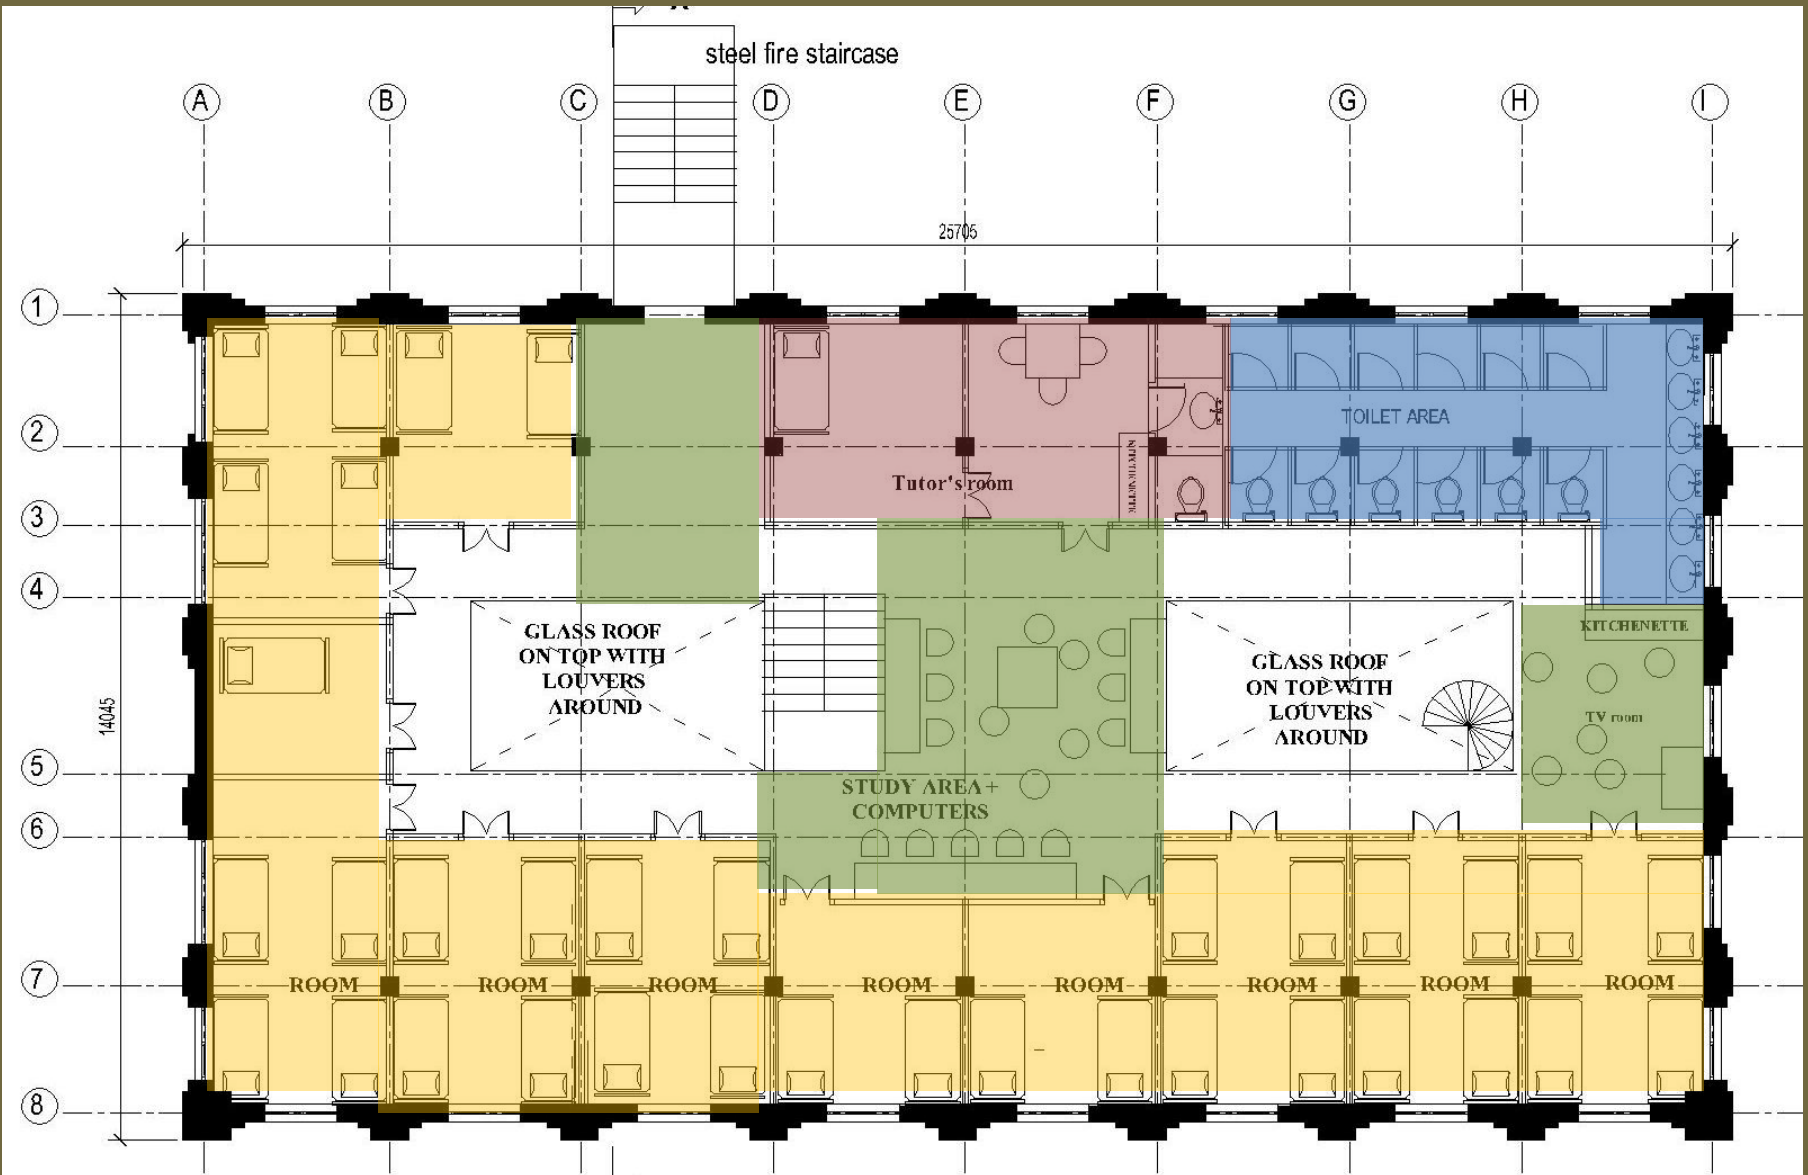 A
steel fire staircase
A
B
C
D
E
F
G
H
I
25705
1
2
TOILET AREA
Tutor's room
KITCHENETTE
3
4
14045
GLASS ROOF
ON TOP WITH
LOUVERS
AROUND
GLASS ROOF
ON TOP WITH
LOUVERS
AROUND
KITCHENETTE
TV room
5
STUDY AREA+
COMPUTERS
6
7
ROOM
ROOM
ROOM
ROOM
ROOM
ROOM
ROOM
ROOM
8